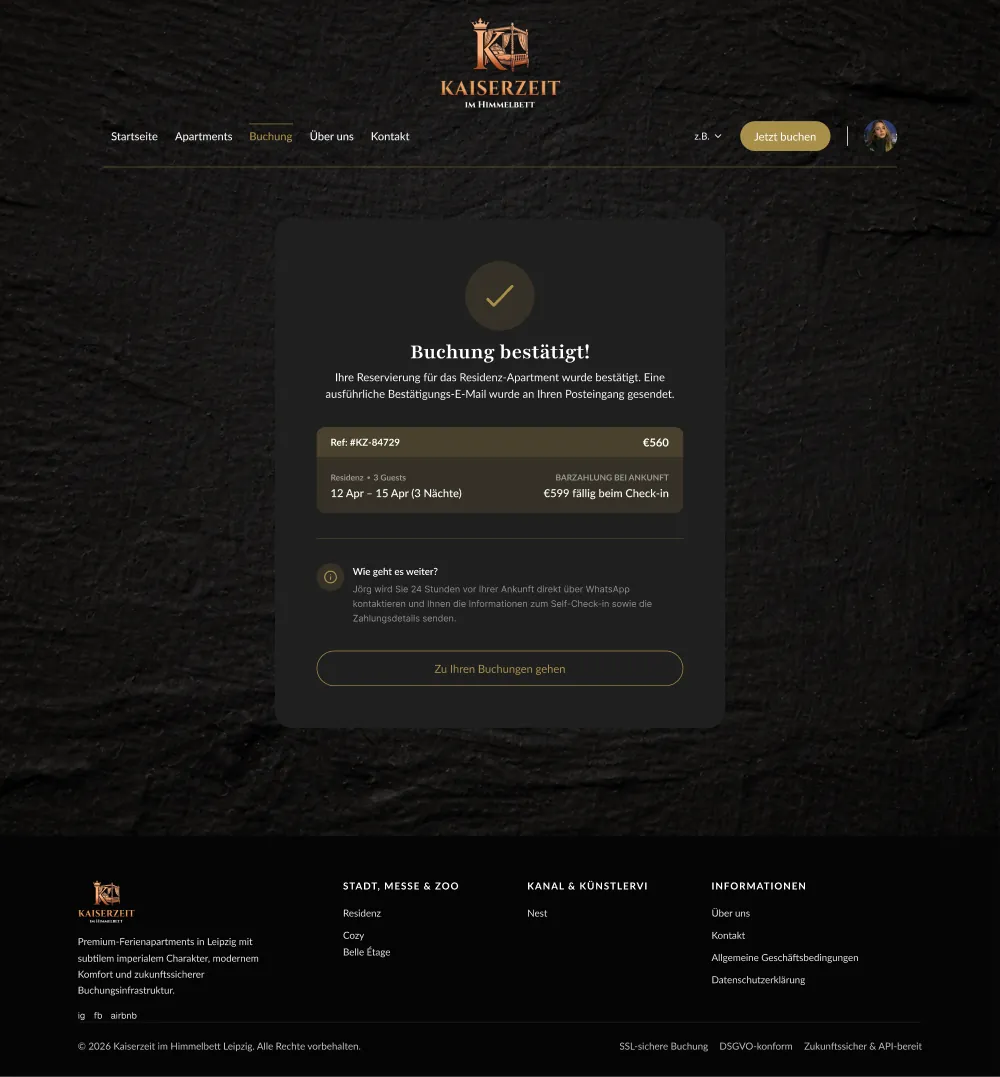 KAISERZEIT
IM HIMMELBETT
Startseite Apartments Buchung Über uns Kontakt z.B. Jetzt buchen
Buchung bestätigt!
Ihre Reservierung für das Residenz-Apartment wurde bestätigt. Eine
ausführliche Bestätigungs-E-Mail wurde an Ihren Posteingang gesendet.
Ref: #KZ-84729 €560
Residenz • 3 Guests BARZAHLUNG BEI ANKUNFT
12 Apr – 15 Apr (3 Nächte) €599 fällig beim Check-in
Wie geht es weiter?
Jörg wird Sie 24 Stunden vor Ihrer Ankunft direkt über WhatsApp
kontaktieren und Ihnen die Informationen zum Self-Check-in sowie die
Zahlungsdetails senden.
Zu Ihren Buchungen gehen
KAISERZEIT
IM HIMMELBETT
Premium-Ferienapartments in Leipzig mit
subtilem imperialem Charakter, modernem
Komfort und zukunftssicherer
Buchungsinfrastruktur.
ig fb airbnb
STADT, MESSE & ZOO
Residenz
Cozy
Belle Étage
KANAL & KÜNSTLERVI
Nest
INFORMATIONEN
Über uns
Kontakt
Allgemeine Geschäftsbedingungen
Datenschutzerklärung
© 2026 Kaiserzeit im Himmelbett Leipzig. Alle Rechte vorbehalten. SSL-sichere Buchung DSGVO-konform Zukunftssicher & API-bereit